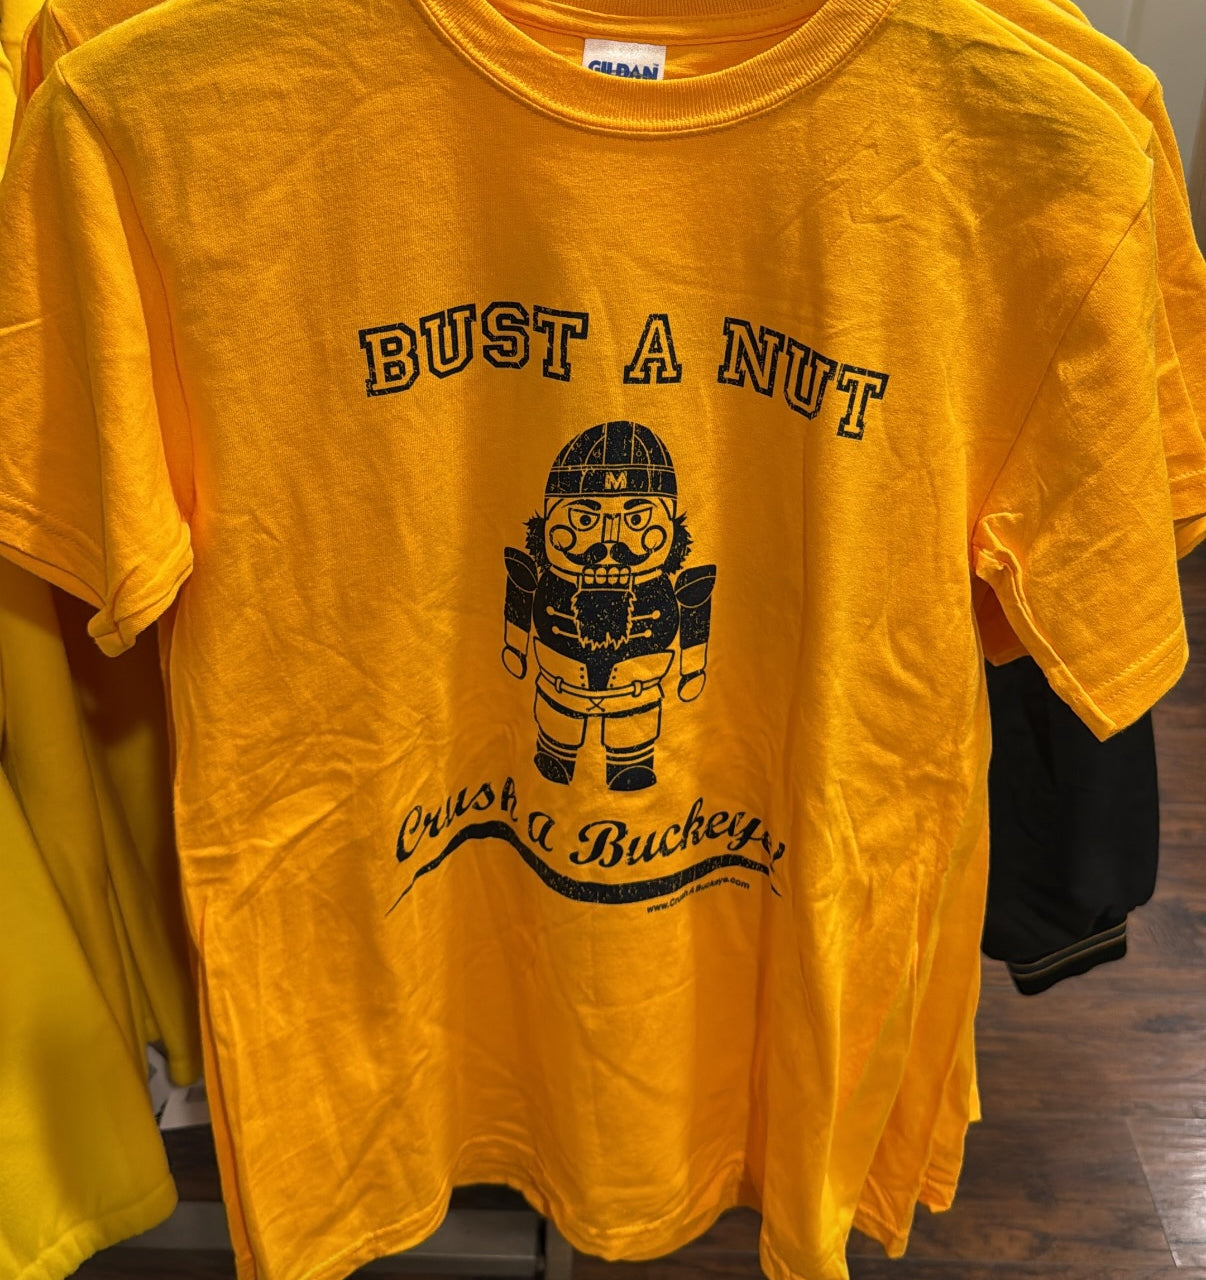 GILDAN
BUST A NUT
M
Crush a Buckeye!
www.CrushABuckeye.com